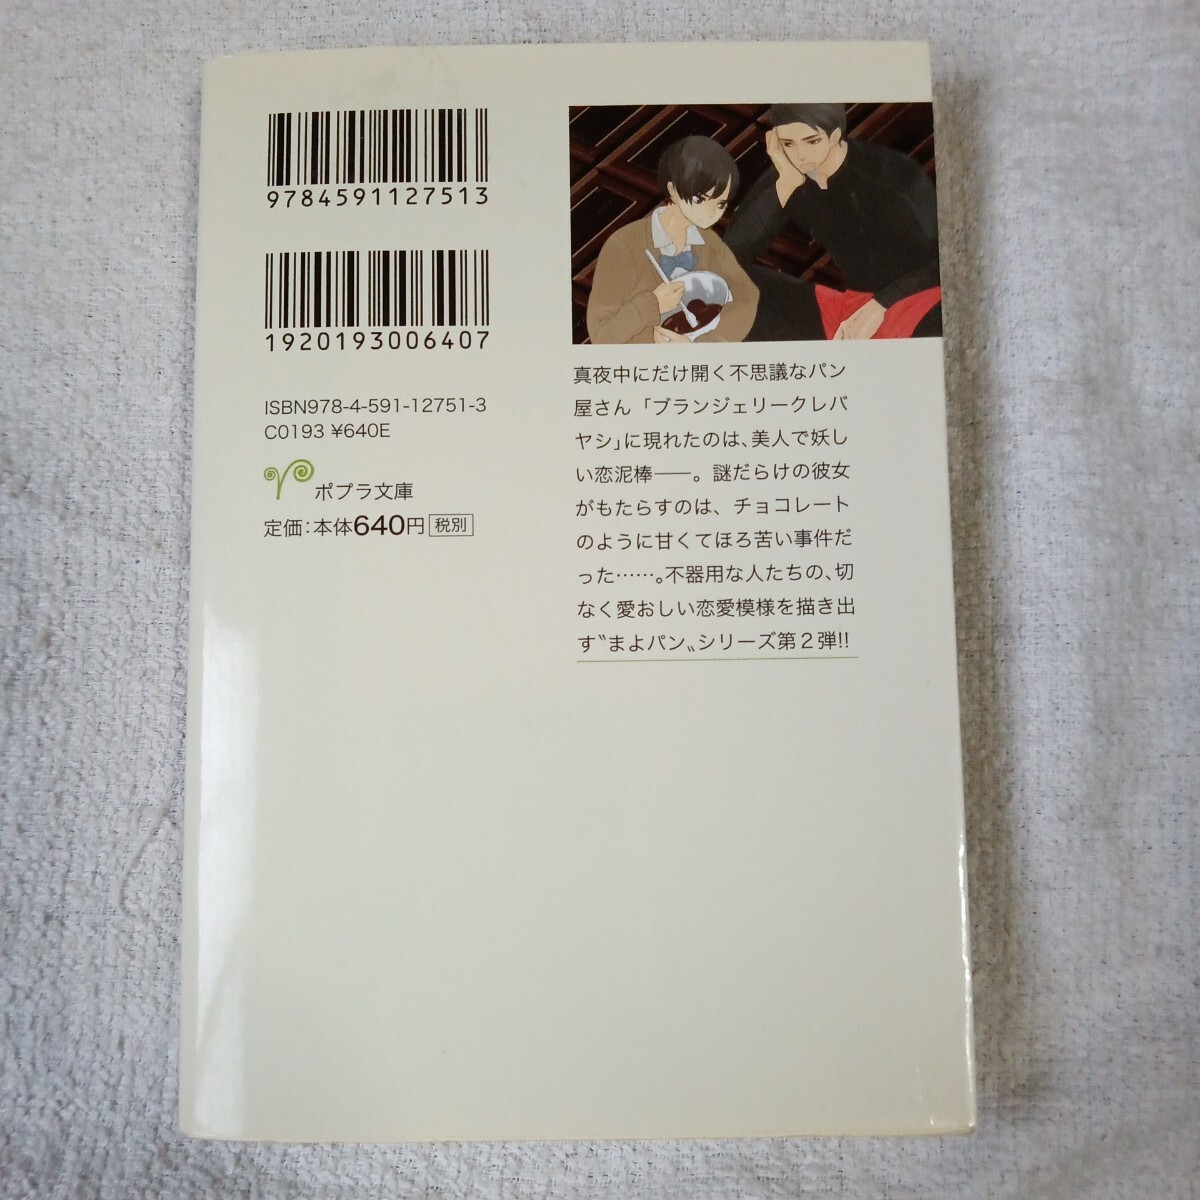 9784591127513
1920193006407
ISBN978-4-591-12751-3
C0193 ¥640E
ポプラ文庫
定価:本体640円 税別
真夜中にだけ開く不思議なパン
屋さん「ブランジェリークレバ
ヤシ」に現れたのは、美人で妖し
い恋泥棒——。謎だらけの彼女
がもたらすのは、チョコレート
のように甘くてほろ苦い事件だ
った……。不器用な人たちの、切
なく愛おしい恋愛模様を描き出
す〝まよパン〟シリーズ第2弾!!